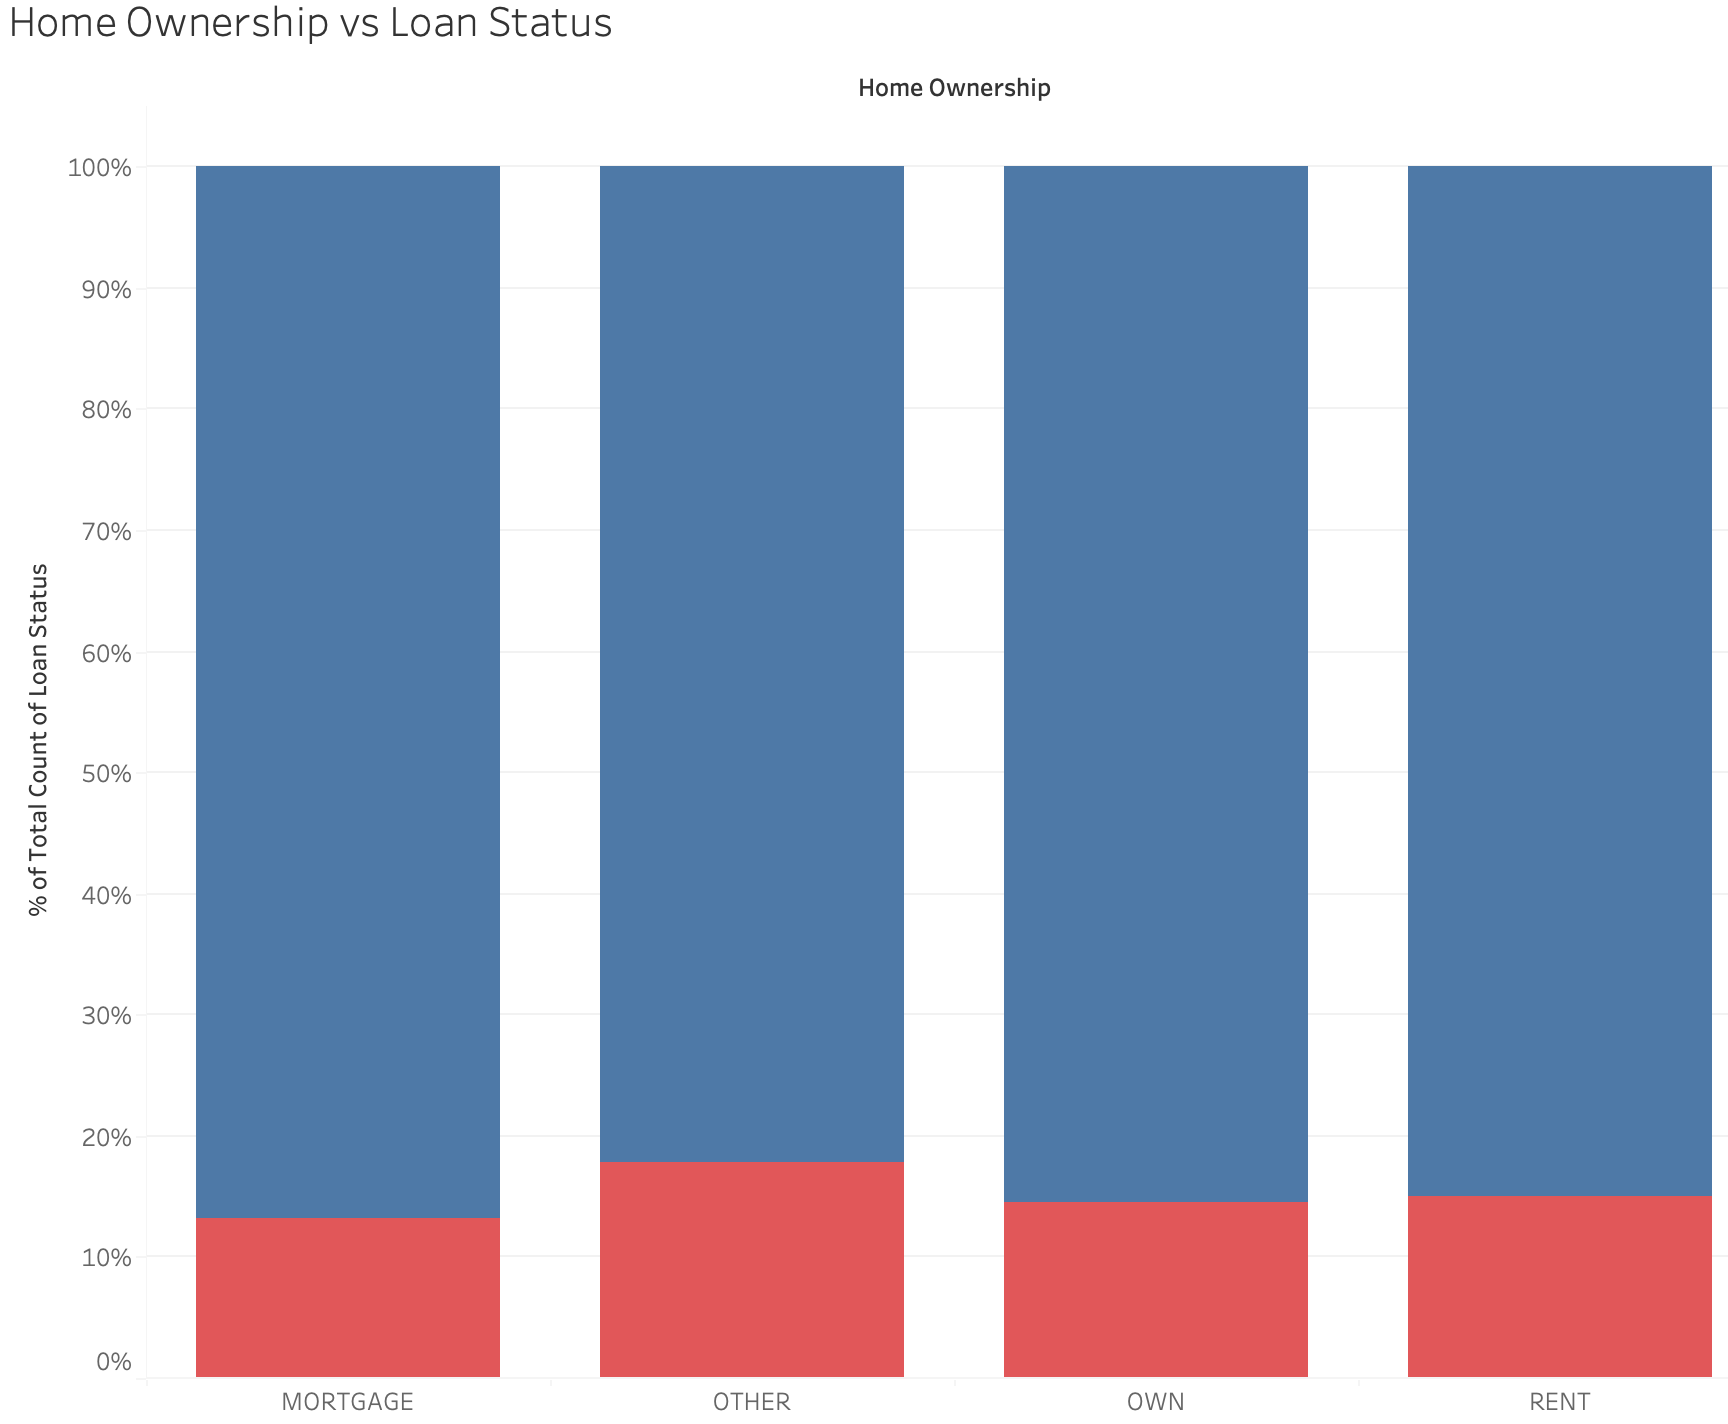 Home Ownership vs Loan Status
Home Ownership
100%
90%
80%
70%
60%
50%
40%
30%
20%
10%
0%
% of Total Count of Loan Status
MORTGAGE
OTHER
OWN
RENT